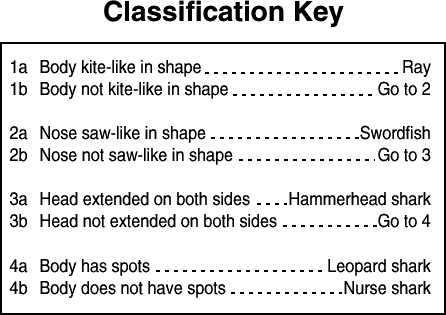 Classification Key
1a Body kite-like in shape Ray
1b Body not kite-like in shape Go to 2
2a Nose saw-like in shape Swordfish
2b Nose not saw-like in shape Go to 3
3a Head extended on both sides Hammerhead shark
3b Head not extended on both sides Go to 4
4a Body has spots Leopard shark
4b Body does not have spots Nurse shark